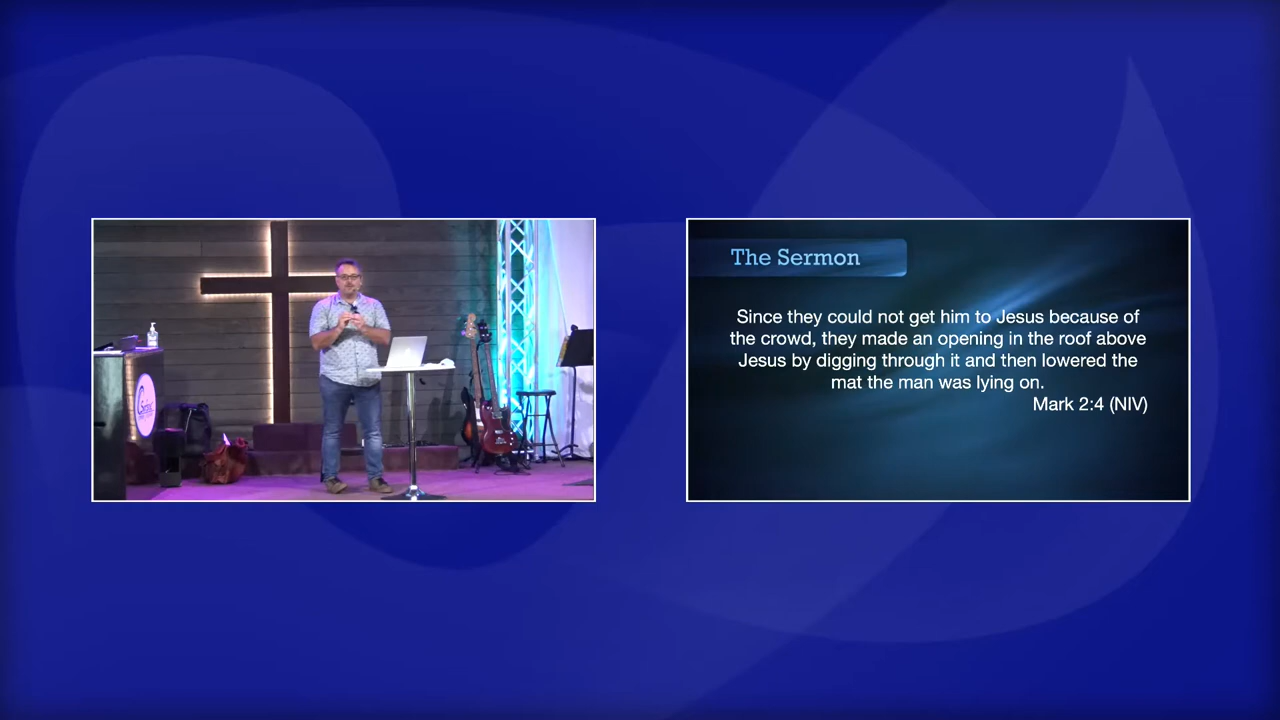 The Sermon
Since they could not get him to Jesus because of
the crowd, they made an opening in the roof above
Jesus by digging through it and then lowered the
mat the man was lying on.
Mark 2:4 (NIV)